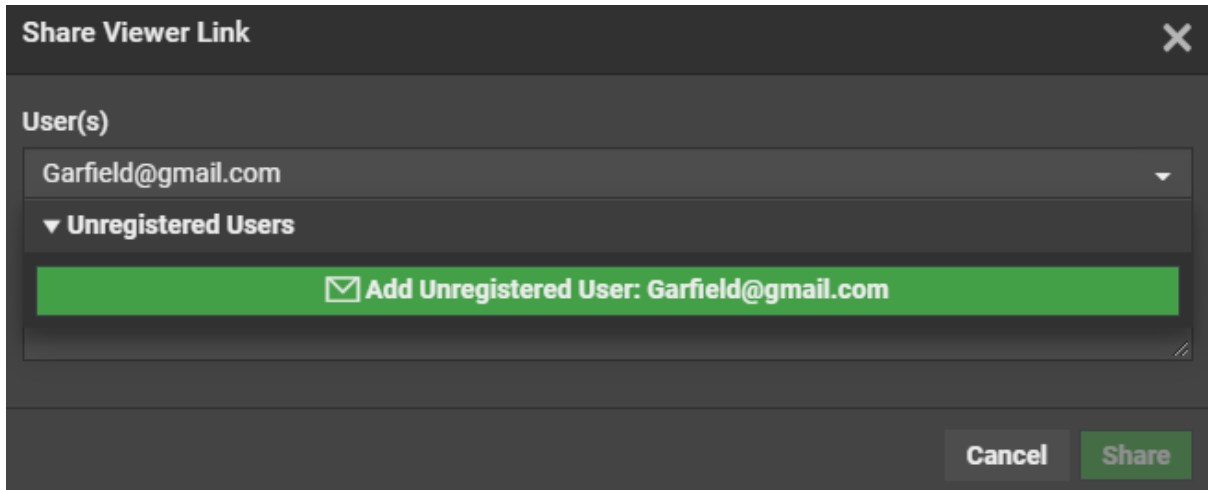 Share Viewer Link
User(s)
Garfield@gmail.com
Unregistered Users
Add Unregistered User: Garfield@gmail.com
Cancel Share